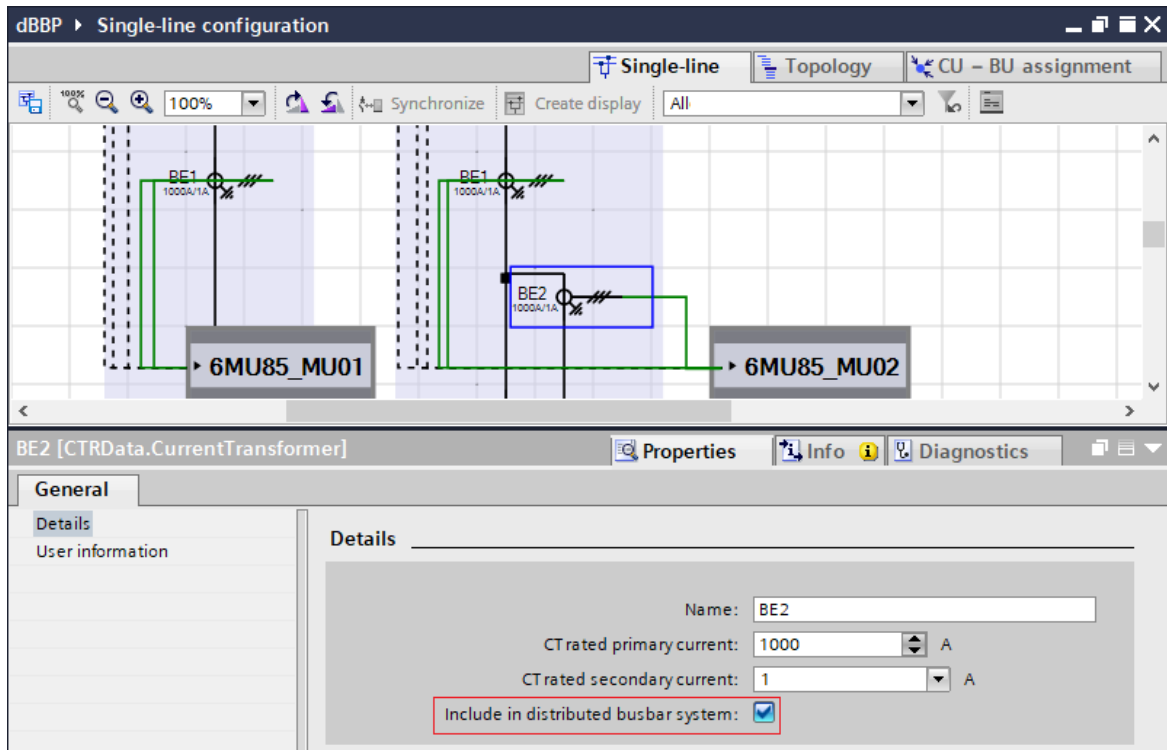 dBBP ▸ Single-line configuration
Single-line Topology CU – BU assignment
100% 100% Synchronize Create display All
BE1
1000A/1A
BE1
1000A/1A
BE2
1000A/1A
6MU85_MU01
6MU85_MU02
BE2 [CTRData.CurrentTransformer] Properties Info Diagnostics
General
Details
User information
Details
Name: BE2
CT rated primary current: 1000 A
CT rated secondary current: 1 A
Include in distributed busbar system: